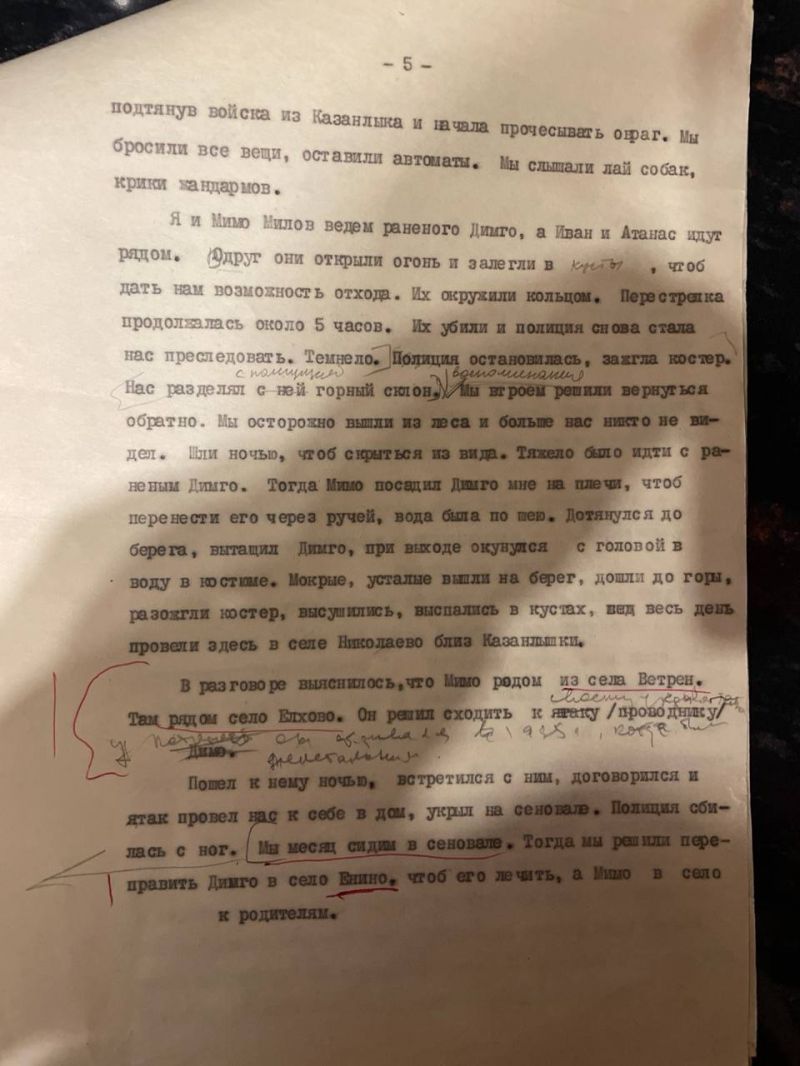 - 5 -
подтянув войска из Казанлыка и начала прочесывать овраг. Мы
бросили все вещи, оставили автоматы. Мы слышали лай собак,
крики жандармов.
Я и Мимо Милов ведем раненого Димго, а Иван и Атанас идут
рядом. Вдруг они открыли огонь и залегли в кусты, чтоб
дать нам возможность отхода. Их окружили кольцом. Перестрелка
продолжалась около 5 часов. Их убили и полиция снова стала
нас преследовать. Темнело. Полиция остановилась, зажгла костер.
с полицией
Нас разделял с ней горный склон. Мы втроем решили вернуться
обратно. Мы осторожно вышли из леса и больше нас никто не ви-
дел. Шли ночью, чтоб скрыться из вида. Тяжело было идти с ра-
неным Димго. Тогда Мимо посадил Димго мне на плечи, чтоб
перенести его через ручей, вода была по шею. Дотянулся до
берега, вытащил Димго, при выходе окунулся с головой в
воду в костюме. Мокрые, усталые вышли на берег, дошли до горы,
разожгли костер, высушились, выспались в кустах, вед весь день
провели здесь в селе Николаево близ Казанлышки.
В разговоре выяснилось, что Мимо родом из села Ветрен.
Там рядом село Елхово. Он решил сходить к ятаку /проводнику/
у
Димо.
Пошел к нему ночью, встретился с ним, договорился и
ятак провел нас к себе в дом, укрыл на сеновале. Полиция сби-
лась с ног. Мы месяц сидим в сеновале. Тогда мы решили пере-
править Димго в село Енино, чтоб его лечить, а Мимо в село
к родителям.